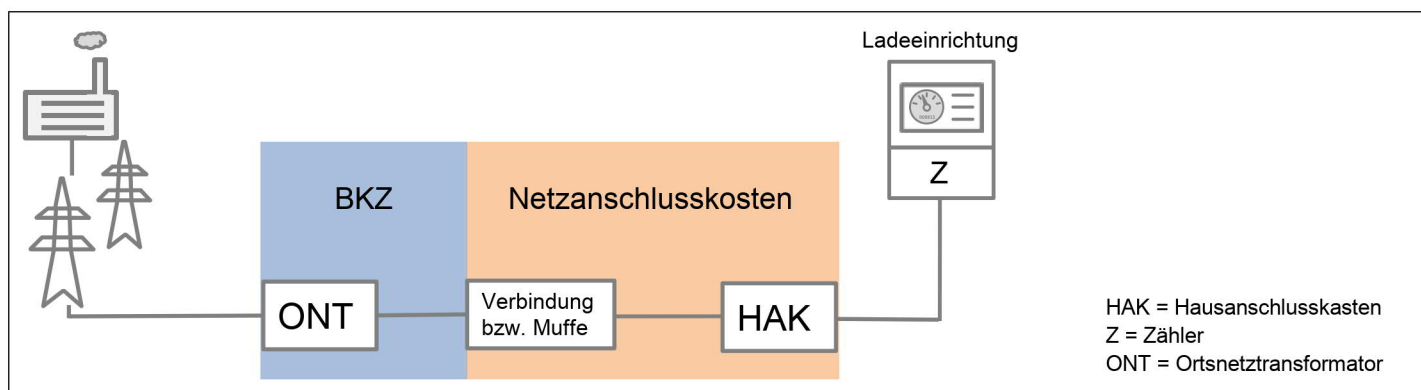 Ladeeinrichtung
Z
BKZ
Netzanschlusskosten
ONT
Verbindung
bzw. Muffe
HAK
HAK = Hausanschlusskasten
Z = Zähler
ONT = Ortsnetztransformator